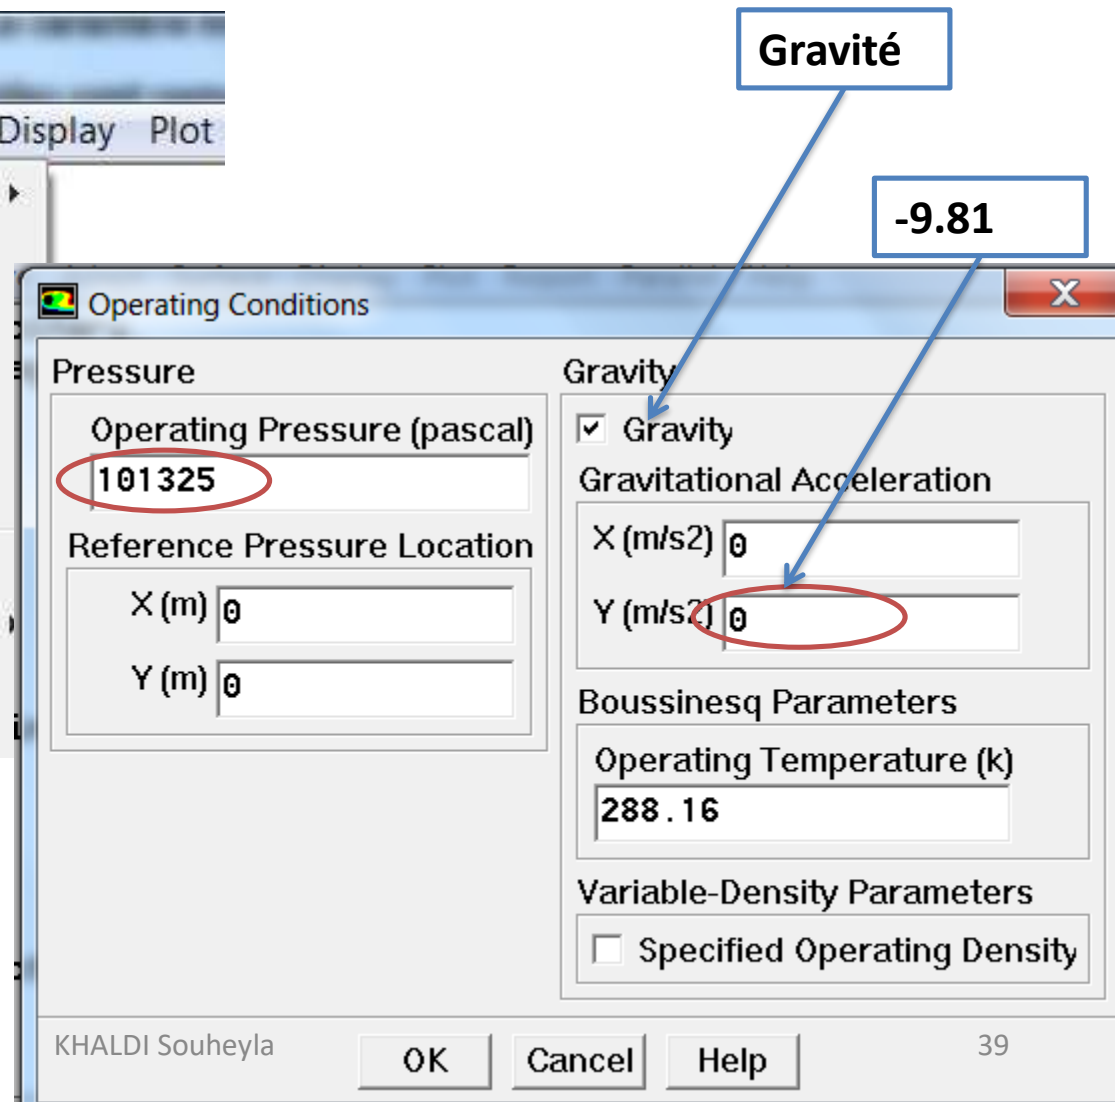 Gravité
Display Plot
-9.81
Operating Conditions
X
Pressure
Operating Pressure (pascal)
101325
Reference Pressure Location
X (m) 0
Y (m) 0
Gravity
Gravity
Gravitational Acceleration
X (m/s2) 0
Y (m/s2) 0
Boussinesq Parameters
Operating Temperature (k)
288.16
Variable-Density Parameters
Specified Operating Density
KHALDI Souheyla
OK Cancel Help
39